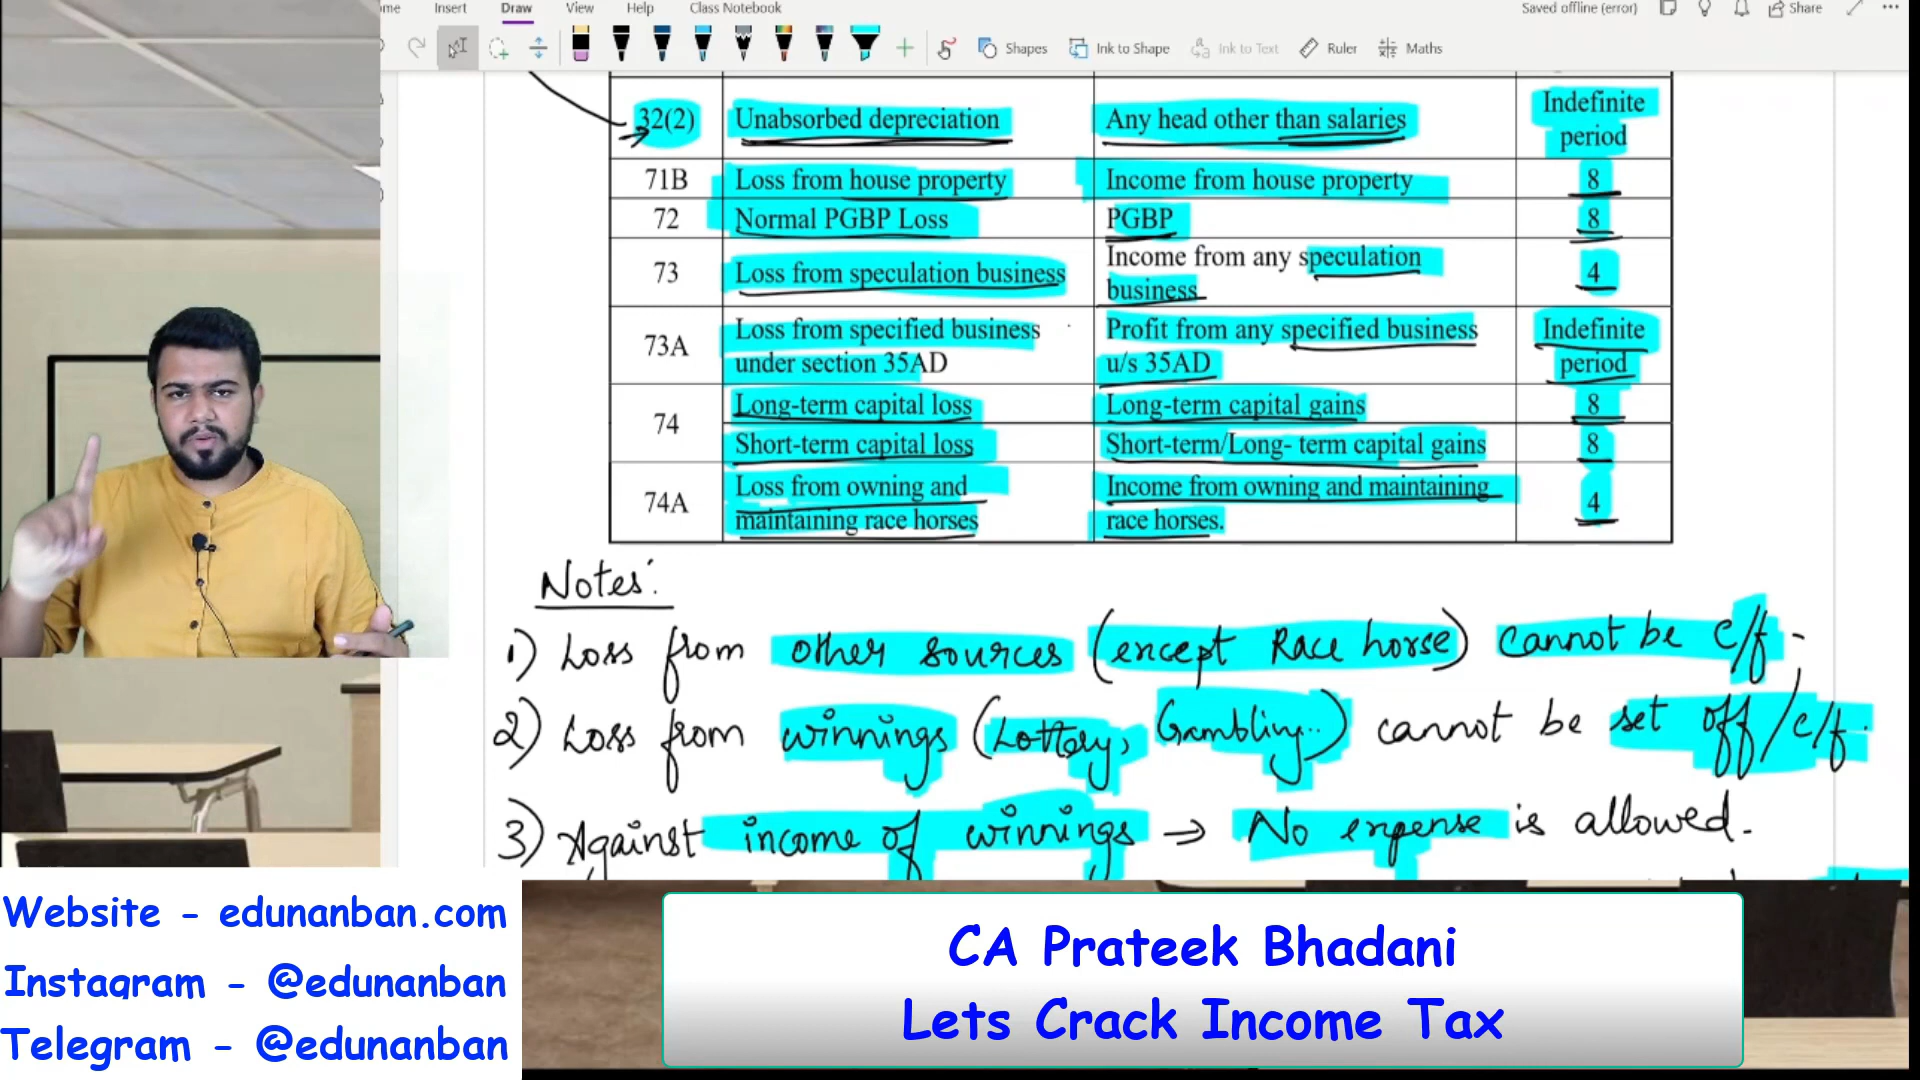 Insert Draw View Help Class Notebook Saved offline (error) Share
Shapes Ink to Shape Ink to Text Ruler Maths
32(2) Unabsorbed depreciation Any head other than salaries Indefinite
period
71B Loss from house property Income from house property 8
72 Normal PGBP Loss PGBP 8
73 Loss from speculation business Income from any speculation
business 4
73A Loss from specified business
under section 35AD Profit from any specified business
u/s 35AD Indefinite
period
74 Long-term capital loss Long-term capital gains 8
Short-term capital loss Short-term/Long- term capital gains 8
74A Loss from owning and
maintaining race horses Income from owning and maintaining
race horses. 4
Notes:
1) Loss from other sources (except Race horse) cannot be c/f.
2) Loss from winnings (Lottery, Gambling..) cannot be set off/c/f.
3) Against income of winnings → No expense is allowed.
Website - edunanban.com
Instagram - @edunanban
Telegram - @edunanban
CA Prateek Bhadani
Lets Crack Income Tax